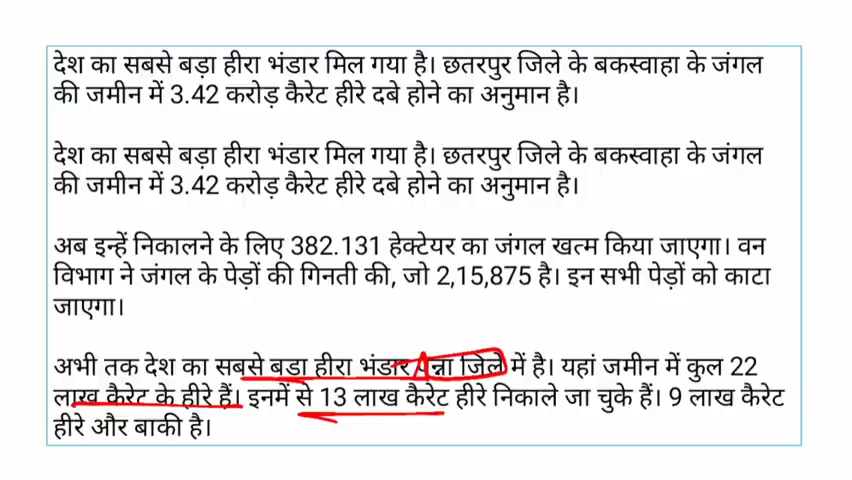 देश का सबसे बड़ा हीरा भंडार मिल गया है। छतरपुर जिले के बकस्वाहा के जंगल
की जमीन में 3.42 करोड़ कैरेट हीरे दबे होने का अनुमान है।
देश का सबसे बड़ा हीरा भंडार मिल गया है। छतरपुर जिले के बकस्वाहा के जंगल
की जमीन में 3.42 करोड़ कैरेट हीरे दबे होने का अनुमान है।
अब इन्हें निकालने के लिए 382.131 हेक्टेयर का जंगल खत्म किया जाएगा। वन
विभाग ने जंगल के पेड़ों की गिनती की, जो 2,15,875 है। इन सभी पेड़ों को काटा
जाएगा।
अभी तक देश का सबसे बडा हीरा भंडार पन्ना जिले में है। यहां जमीन में कुल 22
लाख कैरेट के हीरे हैं। इनमें से 13 लाख कैरेट हीरे निकाले जा चुके हैं। 9 लाख कैरेट
हीरे और बाकी है।